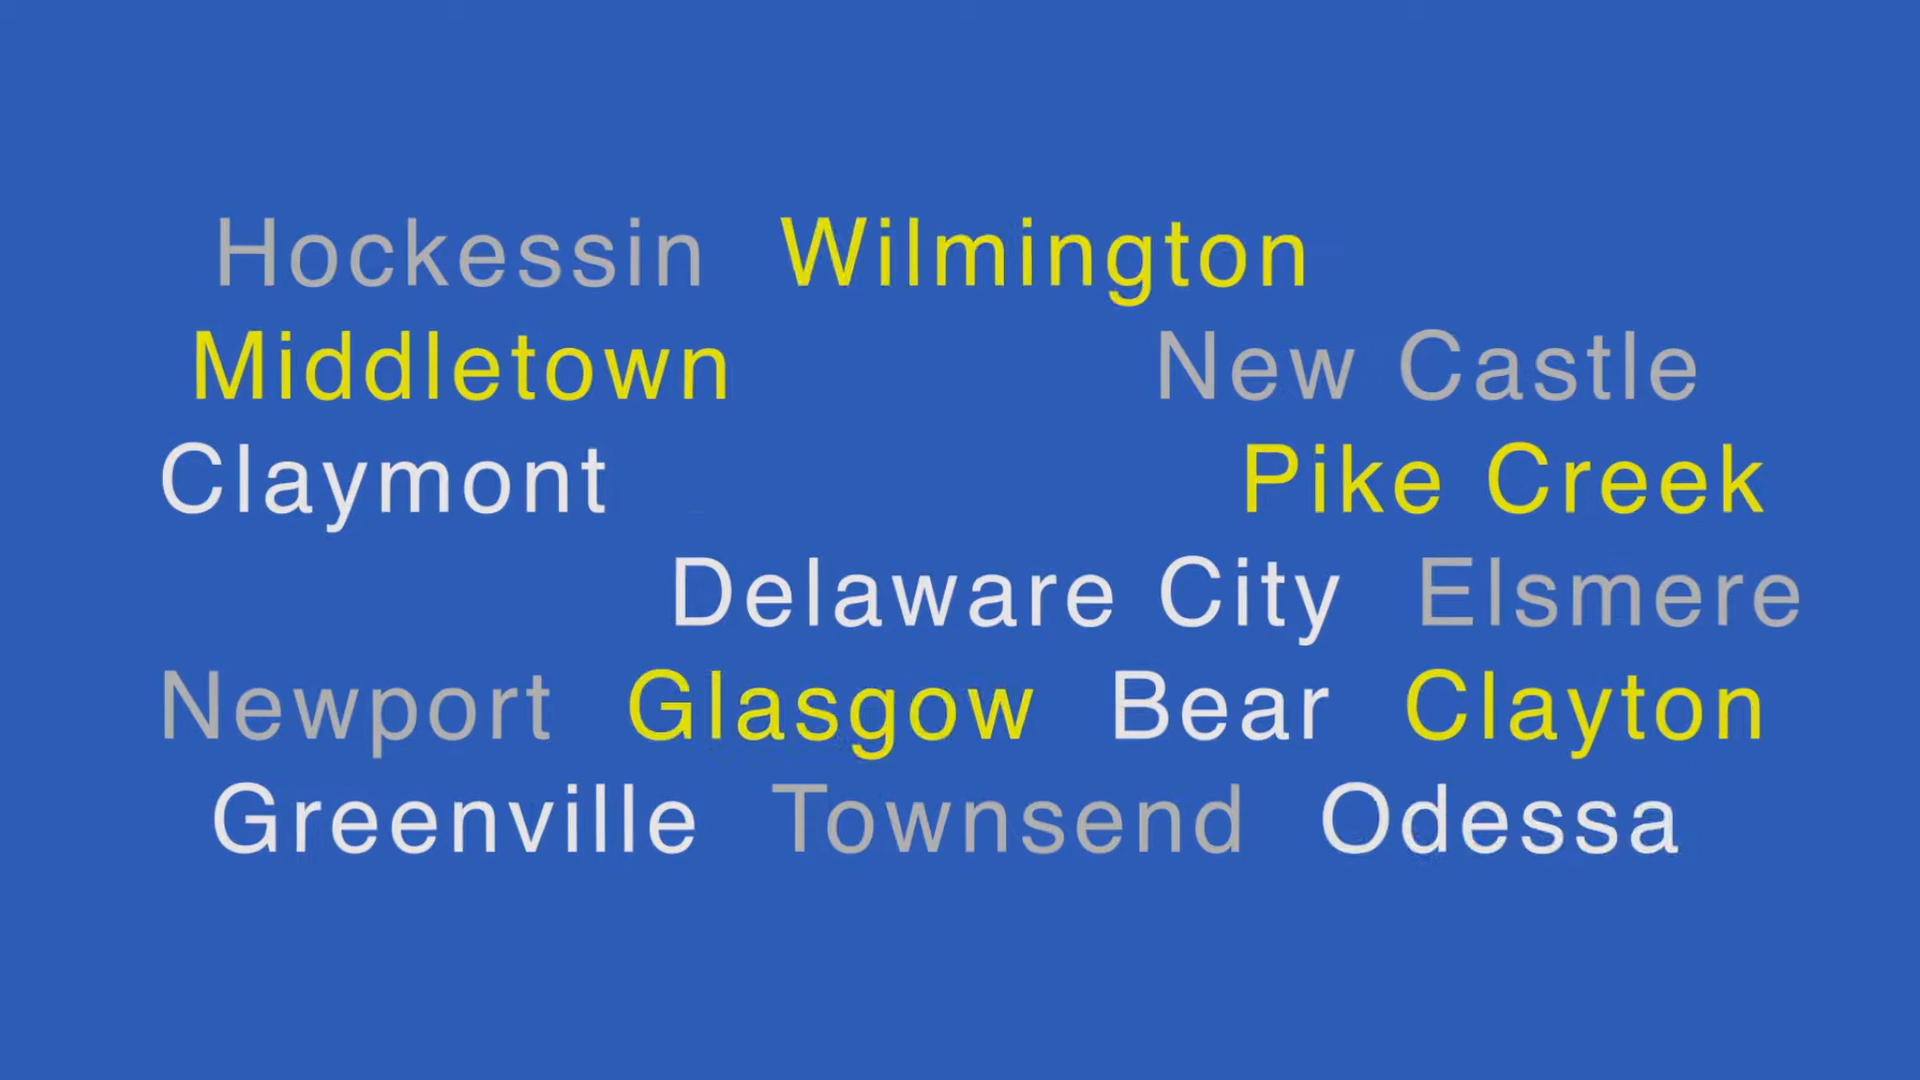 Hockessin Wilmington
Middletown New Castle
Claymont Pike Creek
Delaware City Elsmere
Newport Glasgow Bear Clayton
Greenville Townsend Odessa